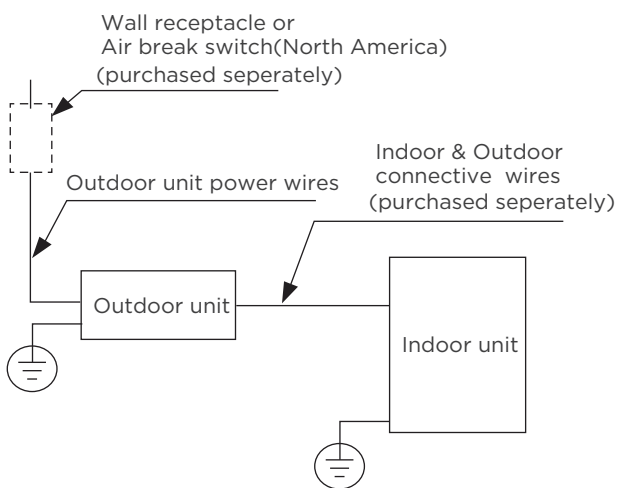 Wall receptacle or
Air break switch(North America)
(purchased seperately)
Indoor & Outdoor
connective wires
(purchased seperately)
Outdoor unit power wires
Outdoor unit
Indoor unit